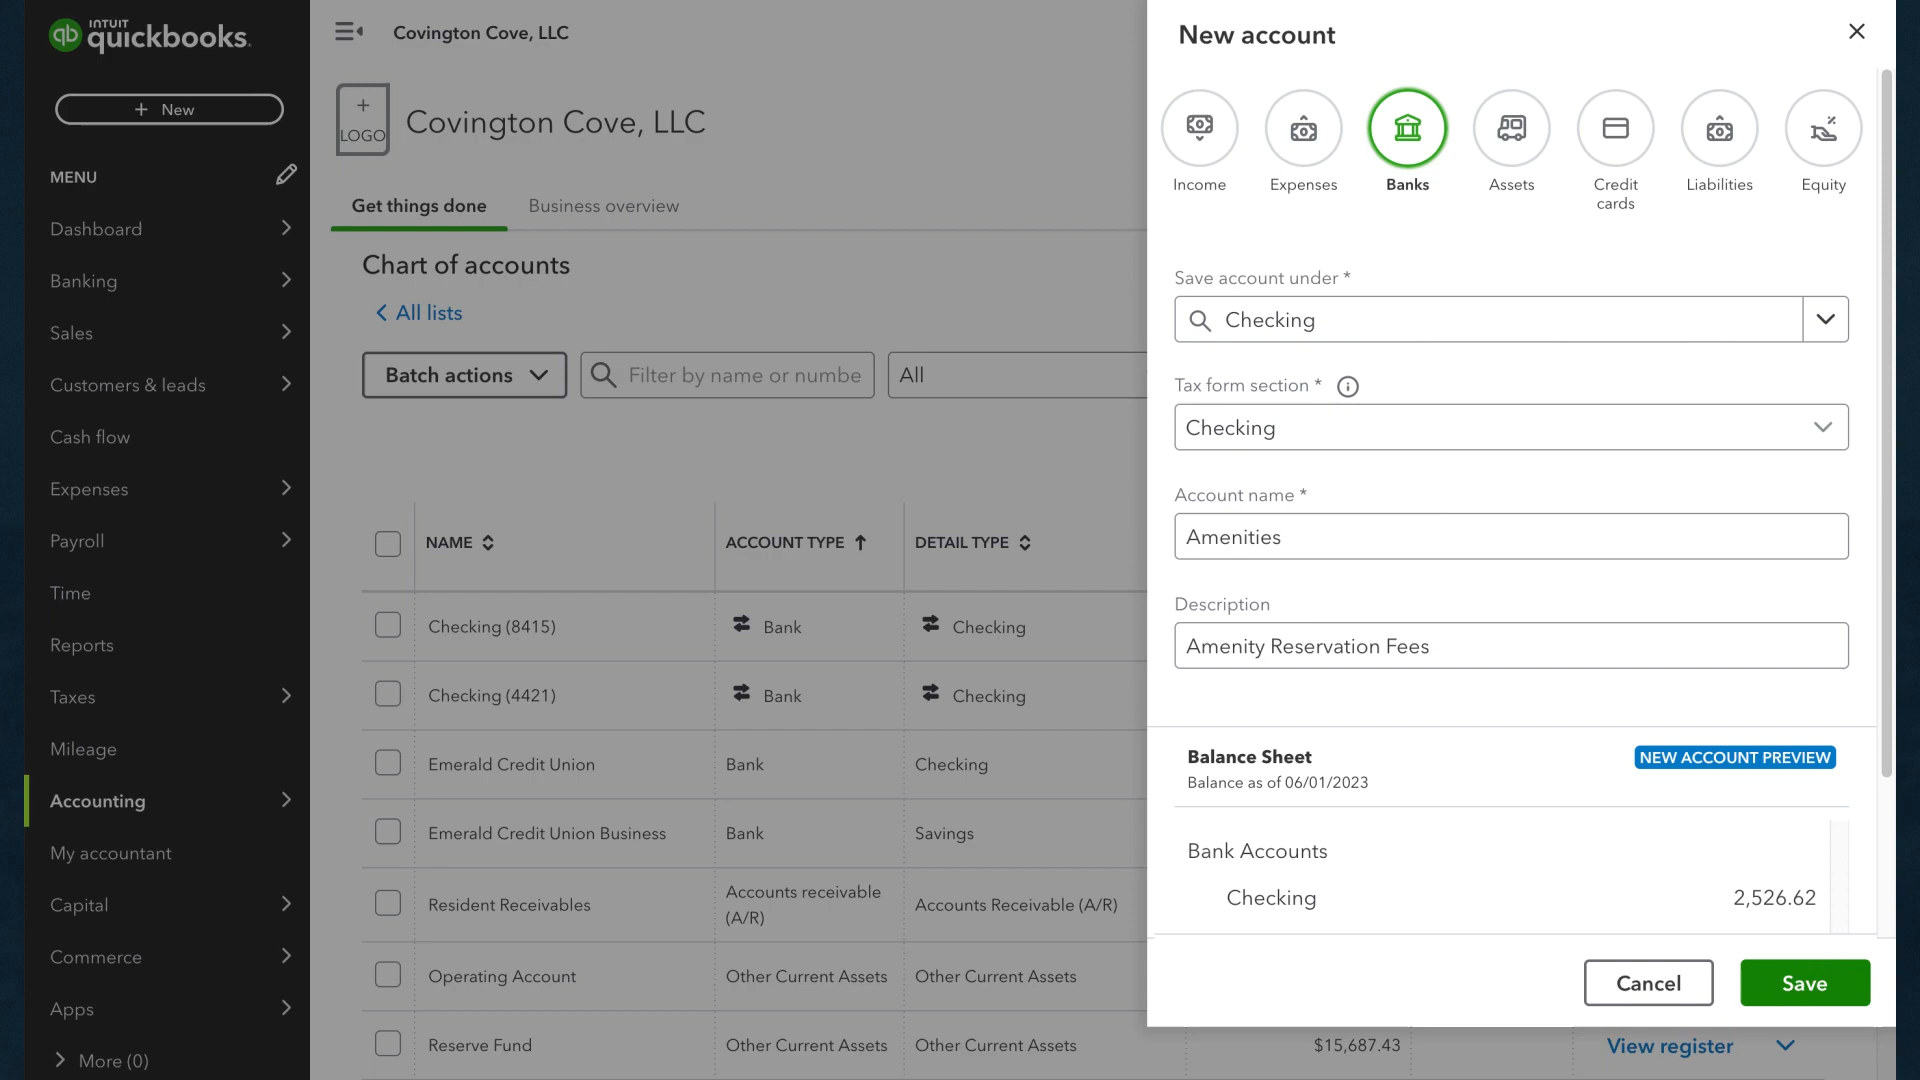 INTUIT
quickbooks.
+ New
MENU
Dashboard
Banking
Sales
Customers & leads
Cash flow
Expenses
Payroll
Time
Reports
Taxes
Mileage
Accounting
My accountant
Capital
Commerce
Apps
More (0)
Covington Cove, LLC
+
LOGO
Covington Cove, LLC
Get things done
Business overview
Chart of accounts
All lists
Batch actions
Filter by name or numbe
All
NAME
ACCOUNT TYPE
DETAIL TYPE
Checking (8415)
Bank
Checking
Checking (4421)
Bank
Checking
Emerald Credit Union
Bank
Checking
Emerald Credit Union Business
Bank
Savings
Resident Receivables
Accounts receivable
(A/R)
Accounts Receivable (A/R)
Operating Account
Other Current Assets
Other Current Assets
Reserve Fund
Other Current Assets
Other Current Assets
$15,687.43
View register
New account
Income
Expenses
Banks
Assets
Credit
cards
Liabilities
Equity
Save account under *
Checking
Tax form section *
Checking
Account name *
Amenities
Description
Amenity Reservation Fees
Balance Sheet
NEW ACCOUNT PREVIEW
Balance as of 06/01/2023
Bank Accounts
Checking
2,526.62
Cancel
Save